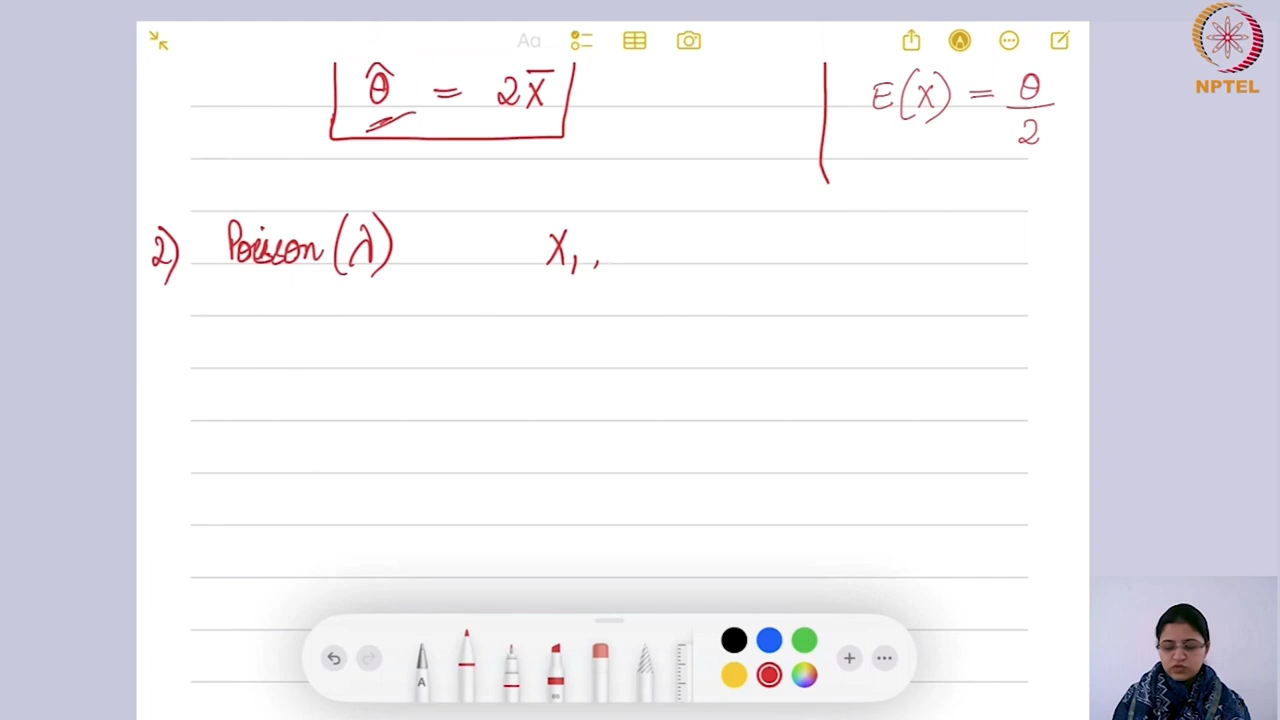 Aa
θ̂ = 2X̄
E(X) = θ/2
2) Poisson (λ) X₁ ,
NPTEL
A